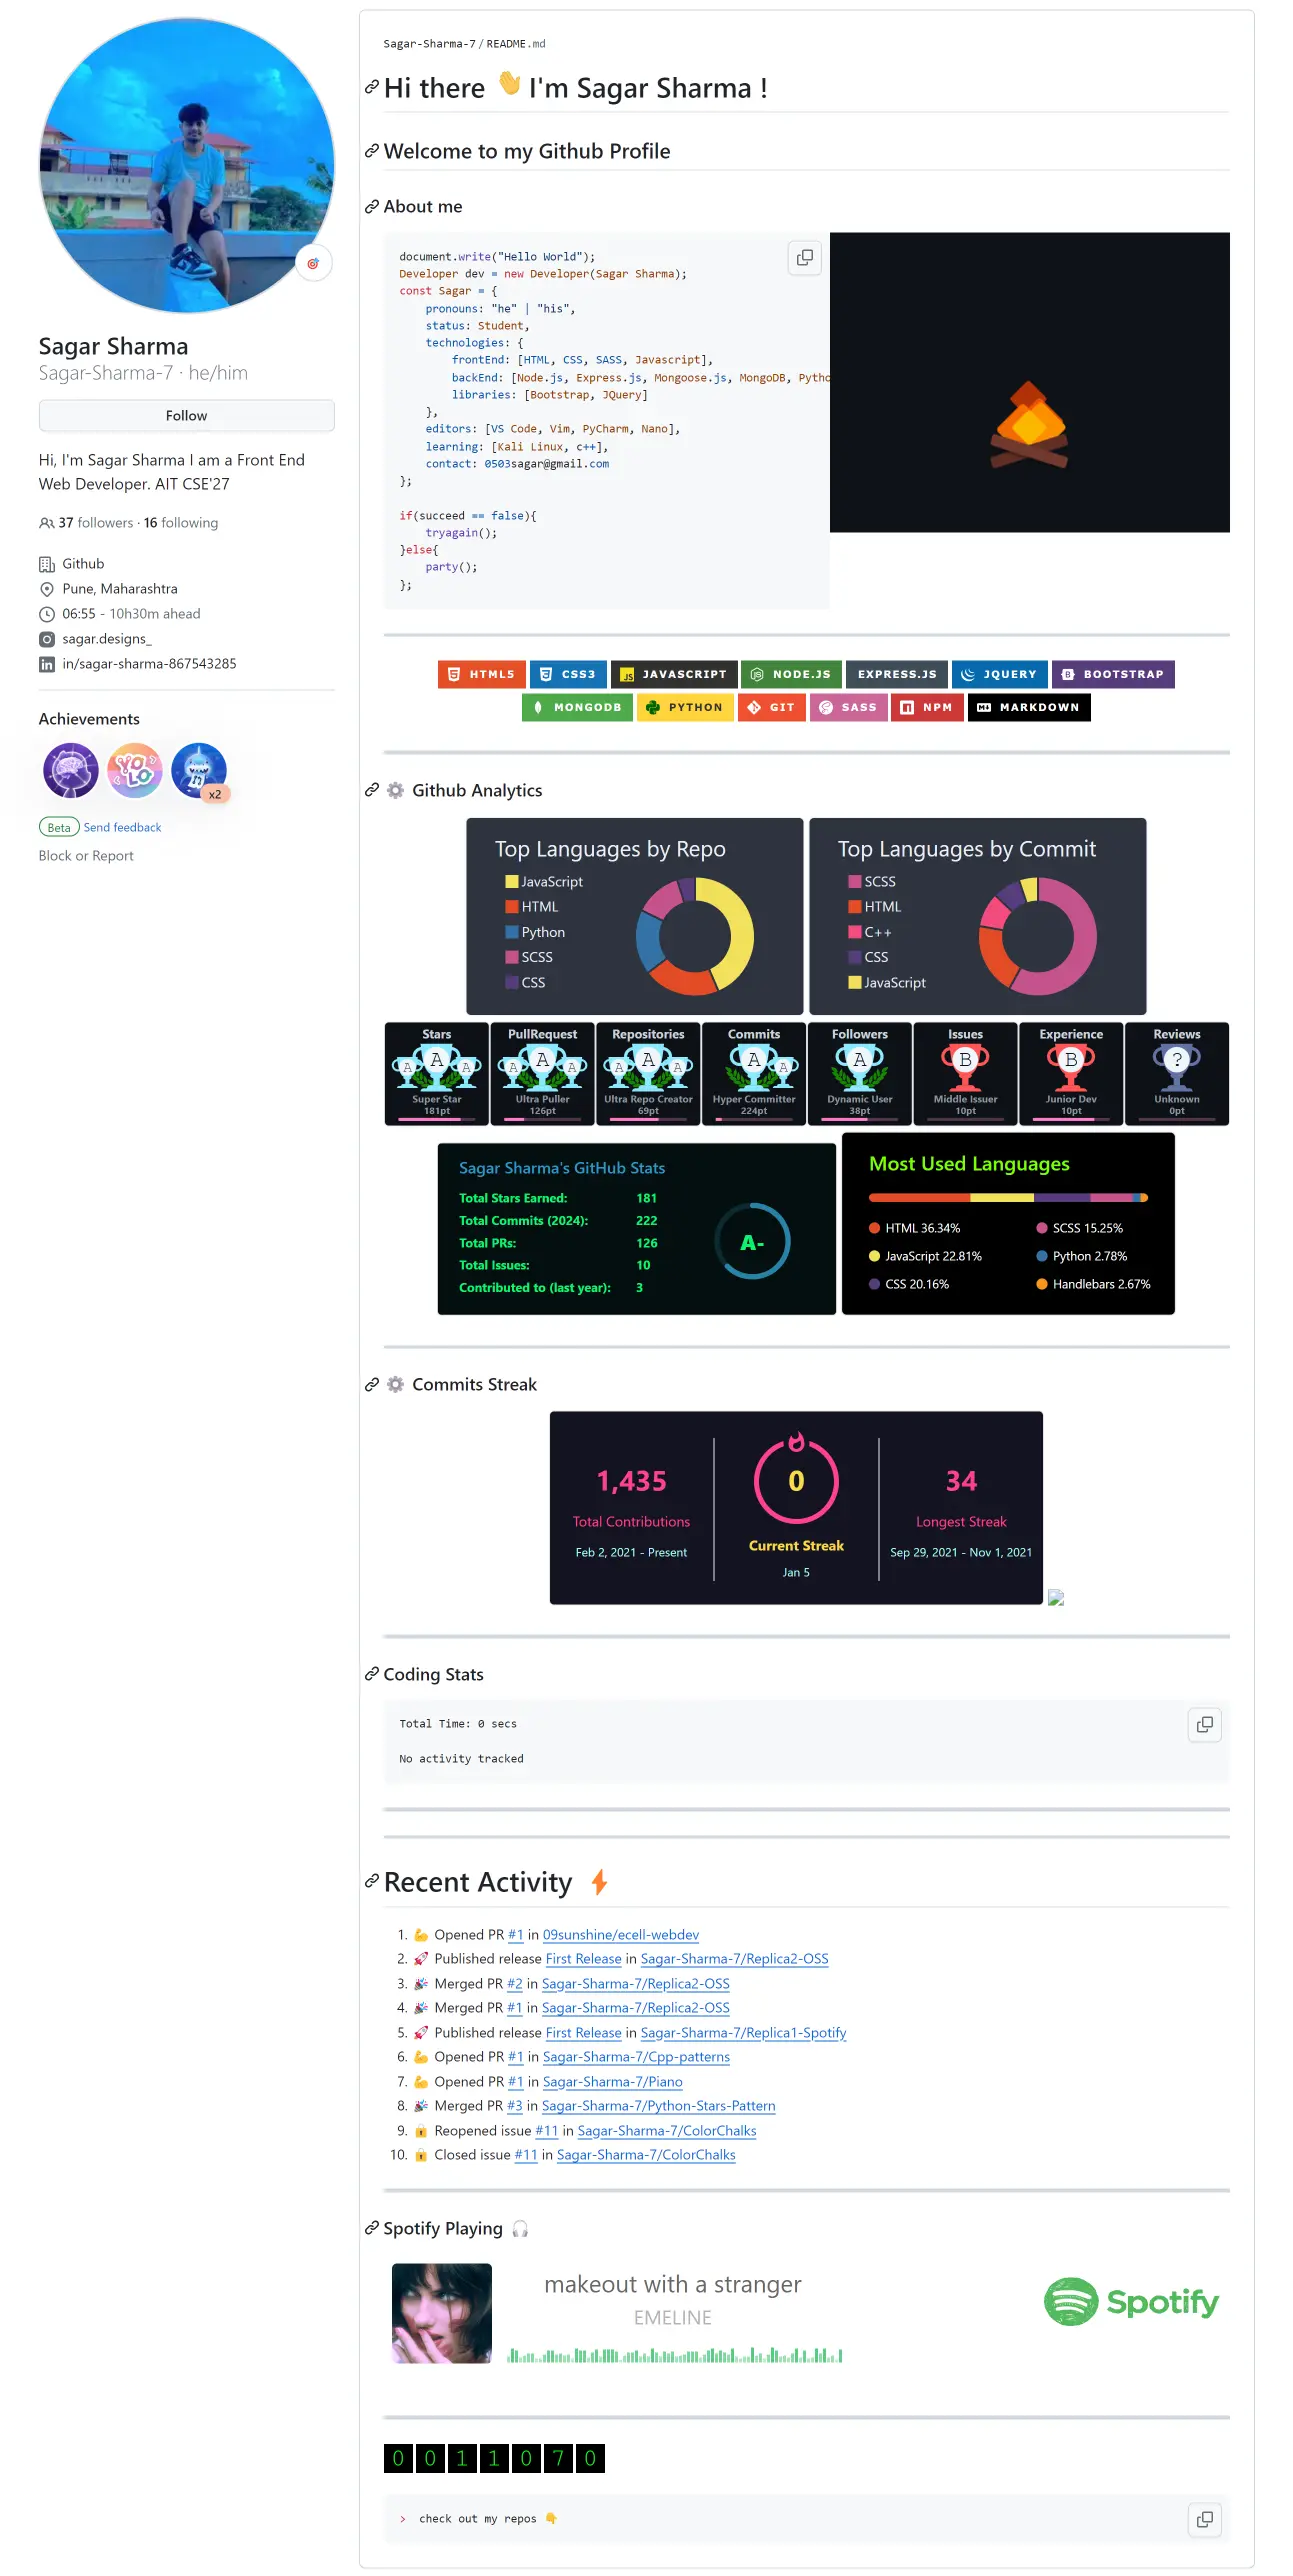 Sagar Sharma
Sagar-Sharma-7 · he/him
Follow
Hi, I'm Sagar Sharma I am a Front End
Web Developer. AIT CSE'27
37 followers · 16 following
Github
Pune, Maharashtra
06:55 - 10h30m ahead
sagar.designs_
in/sagar-sharma-867543285
Achievements
YOLO
x2
Beta Send feedback
Block or Report
Sagar-Sharma-7/README.md
Hi there 👋 I'm Sagar Sharma !
Welcome to my Github Profile
About me
document.write("Hello World");
Developer dev = new Developer(Sagar Sharma);
const Sagar = {
    pronouns: "he" | "his",
    status: Student,
    technologies: {
        frontEnd: [HTML, CSS, SASS, Javascript],
        backEnd: [Node.js, Express.js, Mongoose.js, MongoDB, Pytho
        libraries: [Bootstrap, JQuery]
    },
    editors: [VS Code, Vim, PyCharm, Nano],
    learning: [Kali Linux, c++],
    contact: 0503sagar@gmail.com
};
if(succeed == false){
    tryagain();
}else{
    party();
};
HTML5 CSS3 JS JAVASCRIPT NODE.JS EXPRESS.JS JQUERY B BOOTSTRAP
MONGODB PYTHON GIT SASS NPM MARKDOWN
⚙️ Github Analytics
Top Languages by Repo
JavaScript
HTML
Python
SCSS
CSS
Top Languages by Commit
SCSS
HTML
C++
CSS
JavaScript
Stars PullRequest Repositories Commits Followers Issues Experience Reviews
A A A A A A A A A A A A B B ?
Super Star Ultra Puller Ultra Repo Creator Hyper Committer Dynamic User Middle Issuer Junior Dev Unknown
181pt 126pt 69pt 224pt 38pt 10pt 10pt 0pt
Sagar Sharma's GitHub Stats
Total Stars Earned: 181
Total Commits (2024): 222
Total PRs: 126
Total Issues: 10
Contributed to (last year): 3
A-
Most Used Languages
HTML 36.34% SCSS 15.25%
JavaScript 22.81% Python 2.78%
CSS 20.16% Handlebars 2.67%
⚙️ Commits Streak
1,435
Total Contributions
Feb 2, 2021 - Present
0
Current Streak
Jan 5
34
Longest Streak
Sep 29, 2021 - Nov 1, 2021
Coding Stats
Total Time: 0 secs
No activity tracked
Recent Activity ⚡
1. 💪 Opened PR #1 in 09sunshine/ecell-webdev
2. 🚀 Published release First Release in Sagar-Sharma-7/Replica2-OSS
3. 🎉 Merged PR #2 in Sagar-Sharma-7/Replica2-OSS
4. 🎉 Merged PR #1 in Sagar-Sharma-7/Replica2-OSS
5. 🚀 Published release First Release in Sagar-Sharma-7/Replica1-Spotify
6. 💪 Opened PR #1 in Sagar-Sharma-7/Cpp-patterns
7. 💪 Opened PR #1 in Sagar-Sharma-7/Piano
8. 🎉 Merged PR #3 in Sagar-Sharma-7/Python-Stars-Pattern
9. 🔒 Reopened issue #11 in Sagar-Sharma-7/ColorChalks
10. 🔒 Closed issue #11 in Sagar-Sharma-7/ColorChalks
Spotify Playing 🎧
makeout with a stranger
EMELINE
Spotify
0011070
> check out my repos 👇